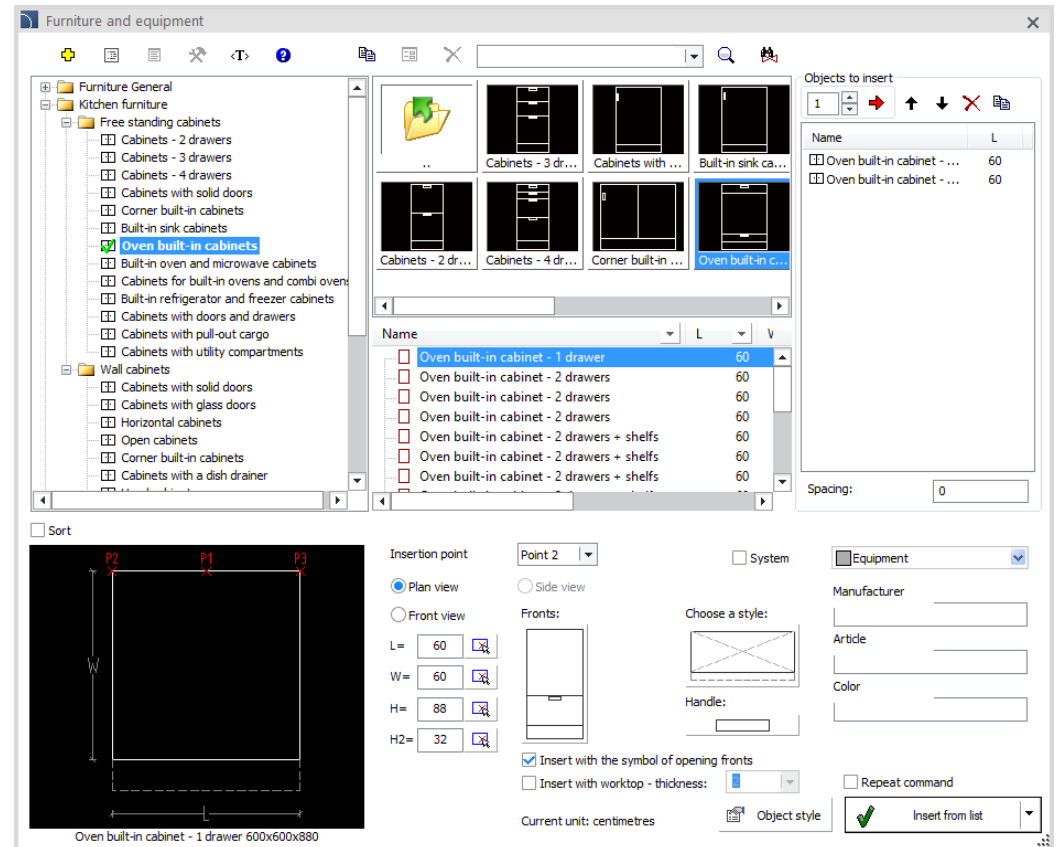 Furniture and equipment
<T>
Furniture General
Kitchen furniture
Free standing cabinets
Cabinets - 2 drawers
Cabinets - 3 drawers
Cabinets - 4 drawers
Cabinets with solid doors
Corner built-in cabinets
Built-in sink cabinets
Oven built-in cabinets
Built-in oven and microwave cabinets
Cabinets for built-in ovens and combi ovens
Built-in refrigerator and freezer cabinets
Cabinets with doors and drawers
Cabinets with pull-out cargo
Cabinets with utility compartments
Wall cabinets
Cabinets with solid doors
Cabinets with glass doors
Horizontal cabinets
Open cabinets
Corner built-in cabinets
Cabinets with a dish drainer
Sort
..
Cabinets - 3 dr...
Cabinets with ...
Built-in sink ca...
Cabinets - 2 dr...
Cabinets - 4 dr...
Corner built-in ...
Oven built-in c...
Name L
Oven built-in cabinet - 1 drawer 60
Oven built-in cabinet - 2 drawers 60
Oven built-in cabinet - 2 drawers 60
Oven built-in cabinet - 2 drawers 60
Oven built-in cabinet - 2 drawers + shelfs 60
Oven built-in cabinet - 2 drawers + shelfs 60
Oven built-in cabinet - 2 drawers + shelfs 60
Objects to insert
1
Name L
Oven built-in cabinet - ... 60
Oven built-in cabinet - ... 60
Spacing: 0
P2 P1 P3
W
L
Oven built-in cabinet - 1 drawer 600x600x880
Insertion point Point 2
Plan view Side view
Front view
L= 60
W= 60
H= 88
H2= 32
Fronts:
Choose a style:
Handle:
Insert with the symbol of opening fronts
Insert with worktop - thickness: 2
Current unit: centimetres
Object style
System
Equipment
Manufacturer
Article
Color
Repeat command
Insert from list